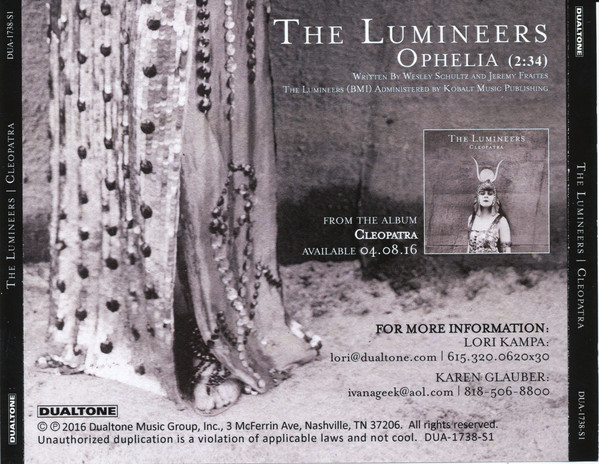 DUALTONE
DUA-1738-S1
THE LUMINEERS | CLEOPATRA
THE LUMINEERS
OPHELIA (2:34)
WRITTEN BY WESLEY SCHULTZ AND JEREMY FRAITES
THE LUMINEERS (BMI) ADMINISTERED BY KOBALT MUSIC PUBLISHING
THE LUMINEERS
CLEOPATRA
FROM THE ALBUM
CLEOPATRA
AVAILABLE 04.08.16
FOR MORE INFORMATION:
LORI KAMPA:
lori@dualtone.com | 615.320.0620x30
KAREN GLAUBER:
ivanageek@aol.com | 818-506-8800
DUALTONE
© ℗ 2016 Dualtone Music Group, Inc., 3 McFerrin Ave, Nashville, TN 37206. All rights reserved.
Unauthorized duplication is a violation of applicable laws and not cool. DUA-1738-S1
DUALTONE
THE LUMINEERS | CLEOPATRA
DUA-1738-S1